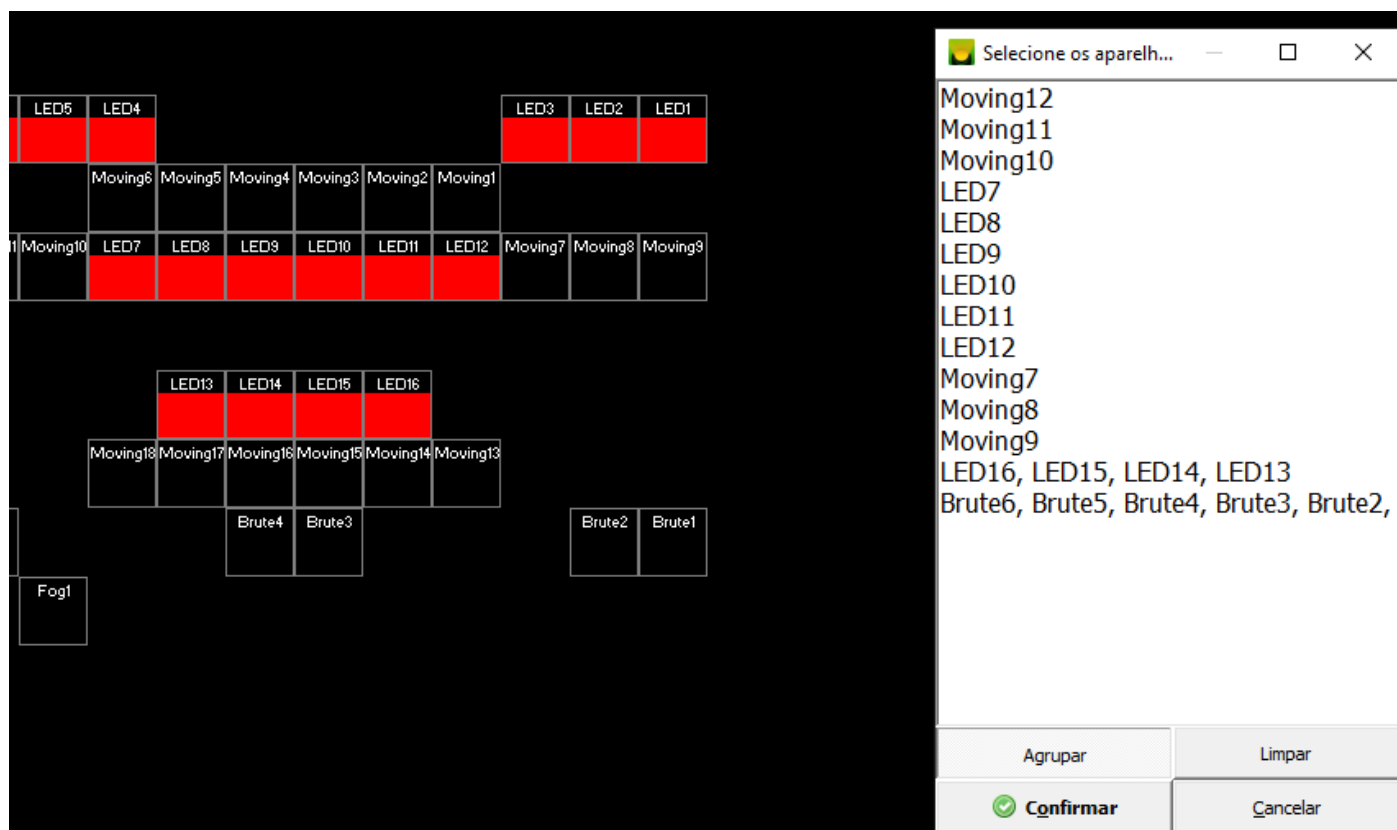 Selecione os aparelh...
LED5 LED4 LED3 LED2 LED1
Moving6 Moving5 Moving4 Moving3 Moving2 Moving1
Moving10 LED7 LED8 LED9 LED10 LED11 LED12 Moving7 Moving8 Moving9
LED13 LED14 LED15 LED16
Moving18 Moving17 Moving16 Moving15 Moving14 Moving13
Brute4 Brute3 Brute2 Brute1
Fog1
Moving12
Moving11
Moving10
LED7
LED8
LED9
LED10
LED11
LED12
Moving7
Moving8
Moving9
LED16, LED15, LED14, LED13
Brute6, Brute5, Brute4, Brute3, Brute2,
Agrupar Limpar
Confirmar Cancelar